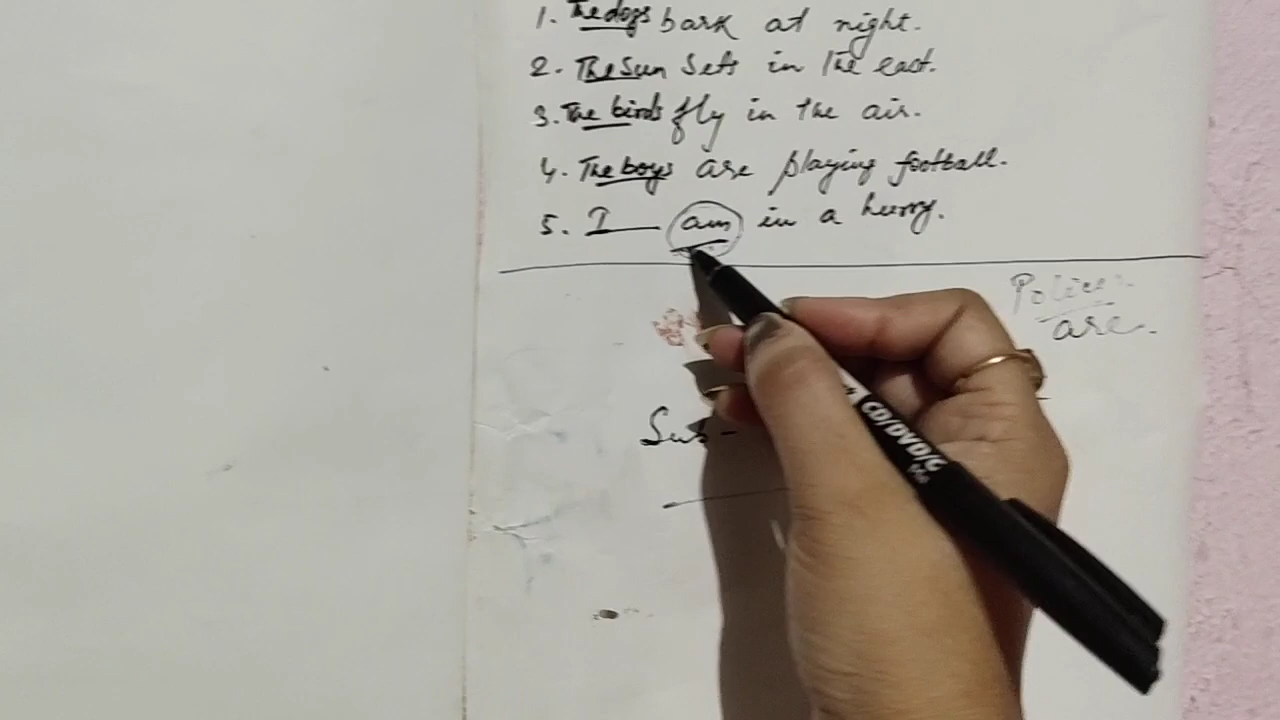 1. The dogs bark at night.
2. The Sun Sets in the east.
3. The birds fly in the air.
4. The boys are playing football.
5. I am in a hurry.
Police
are.
Sub-
CD/DVD/C